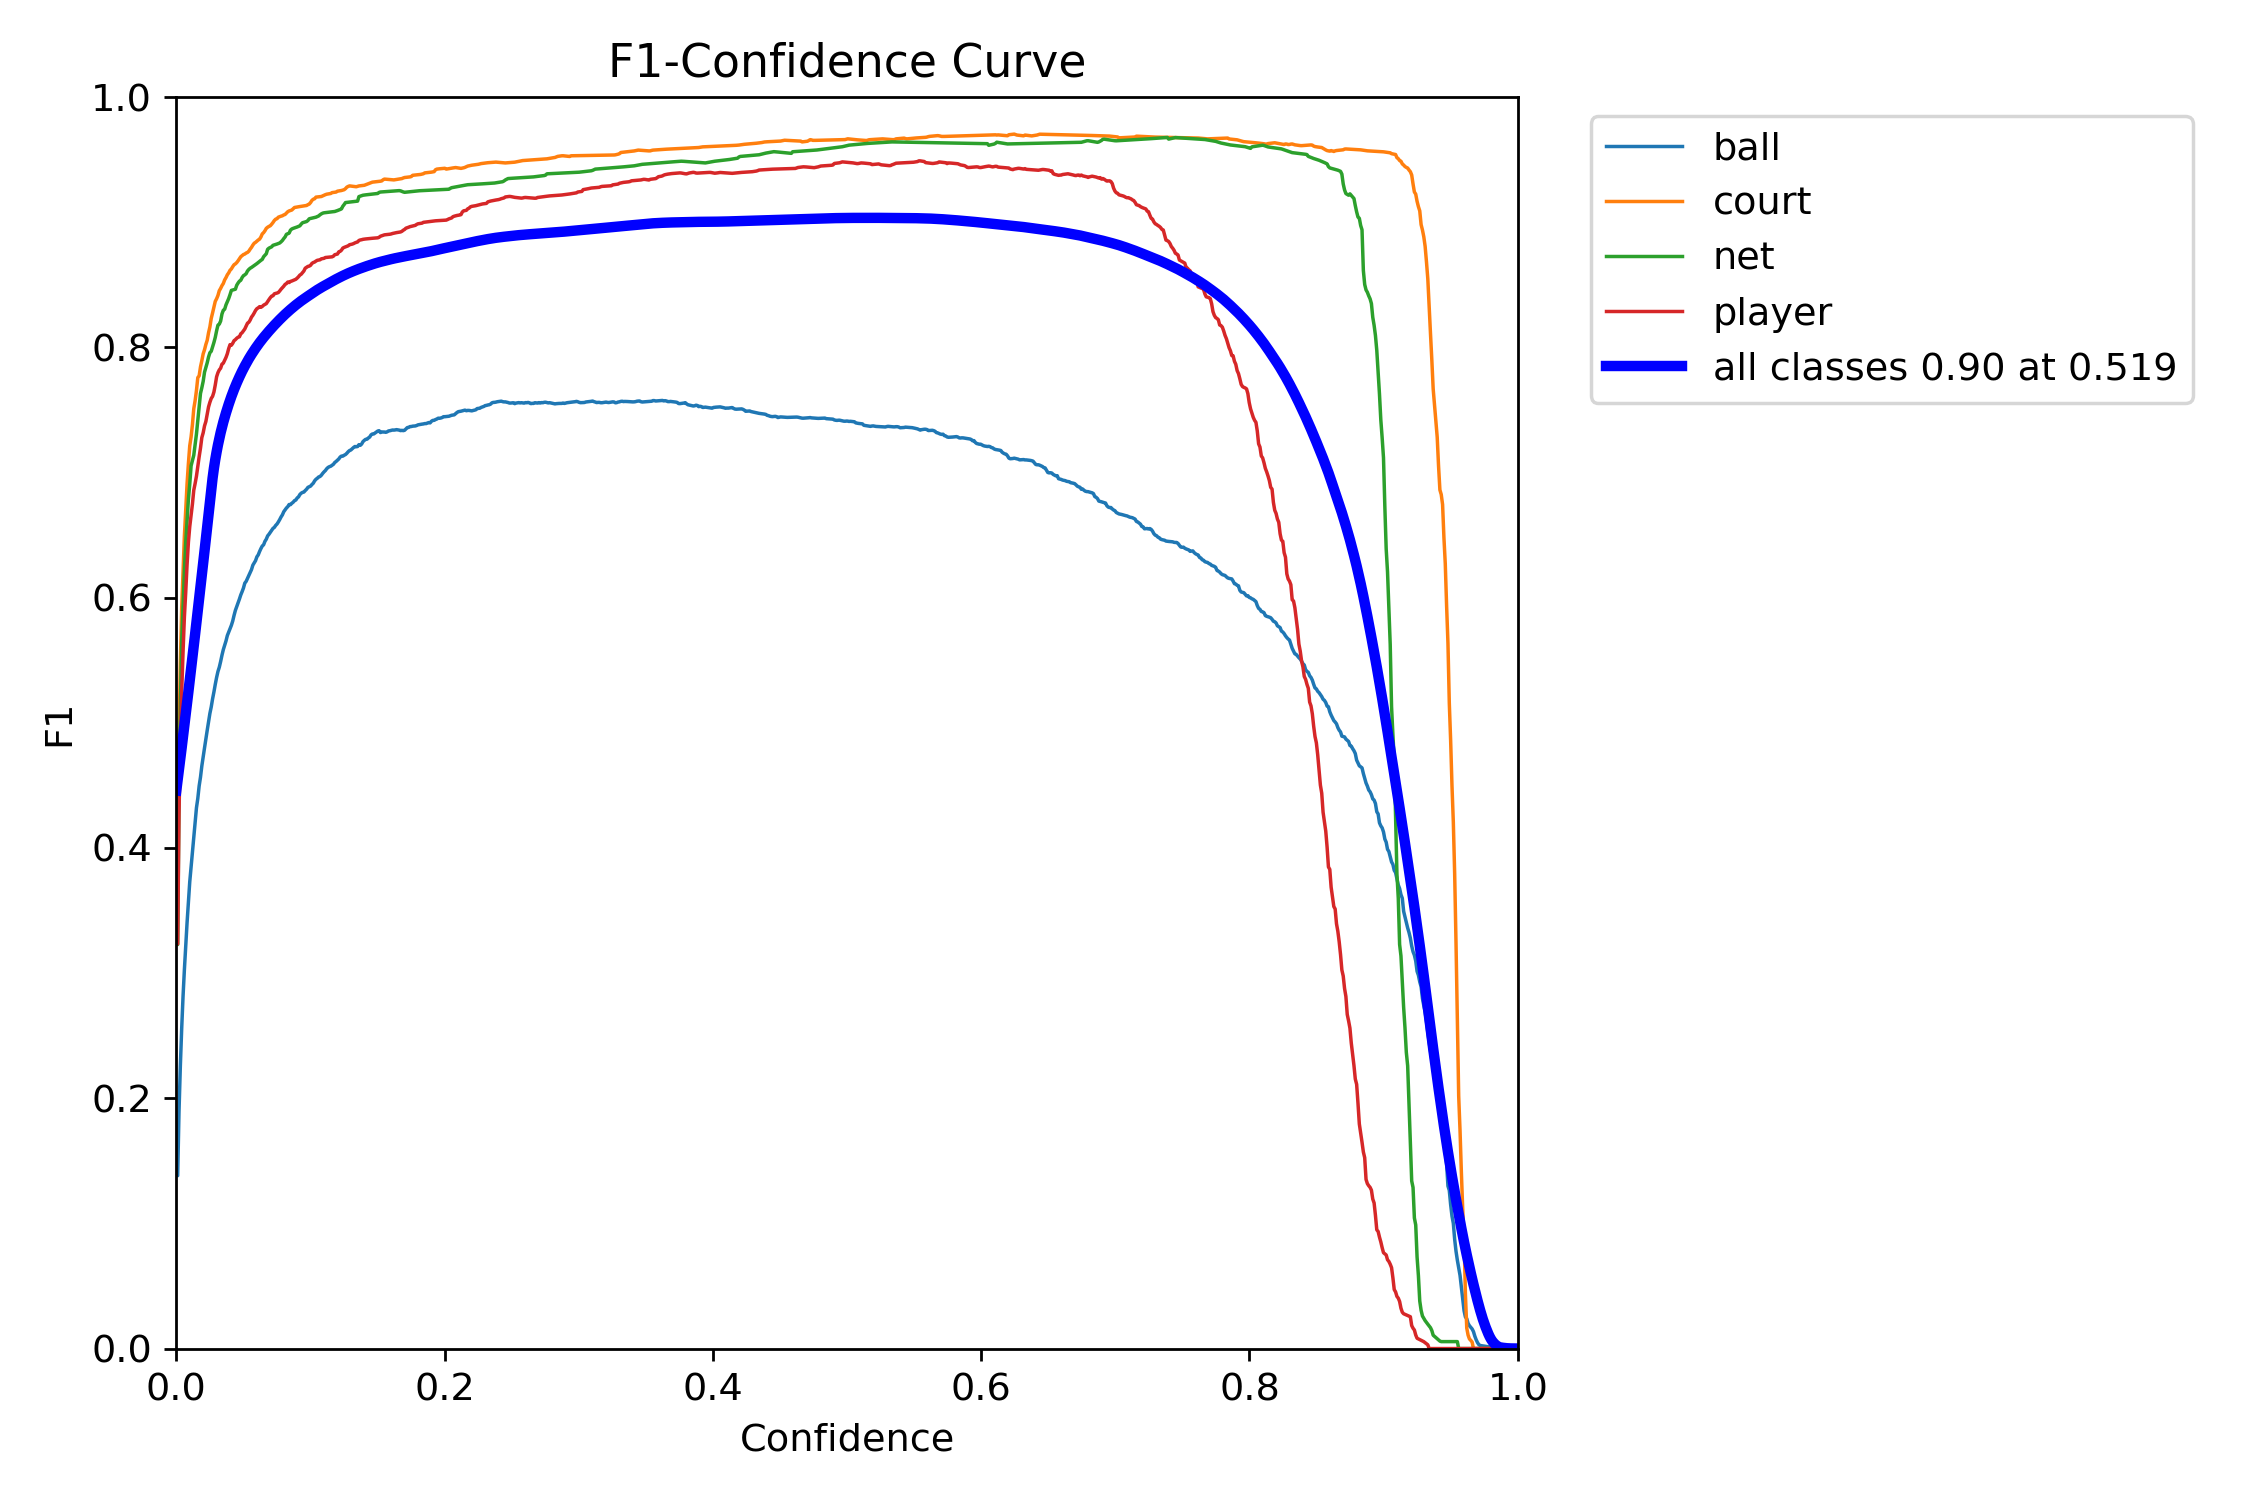 F1-Confidence Curve
1.0
0.8
0.6
0.4
0.2
0.0
F1
0.0 0.2 0.4 0.6 0.8 1.0
Confidence
ball
court
net
player
all classes 0.90 at 0.519